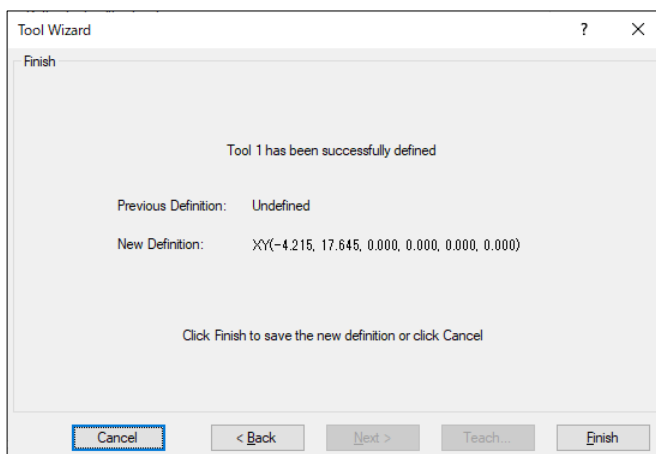 Tool Wizard
?
Finish
Tool 1 has been successfully defined
Previous Definition: Undefined
New Definition: XY(-4.215, 17.645, 0.000, 0.000, 0.000, 0.000)
Click Finish to save the new definition or click Cancel
Cancel < Back Next > Teach... Finish